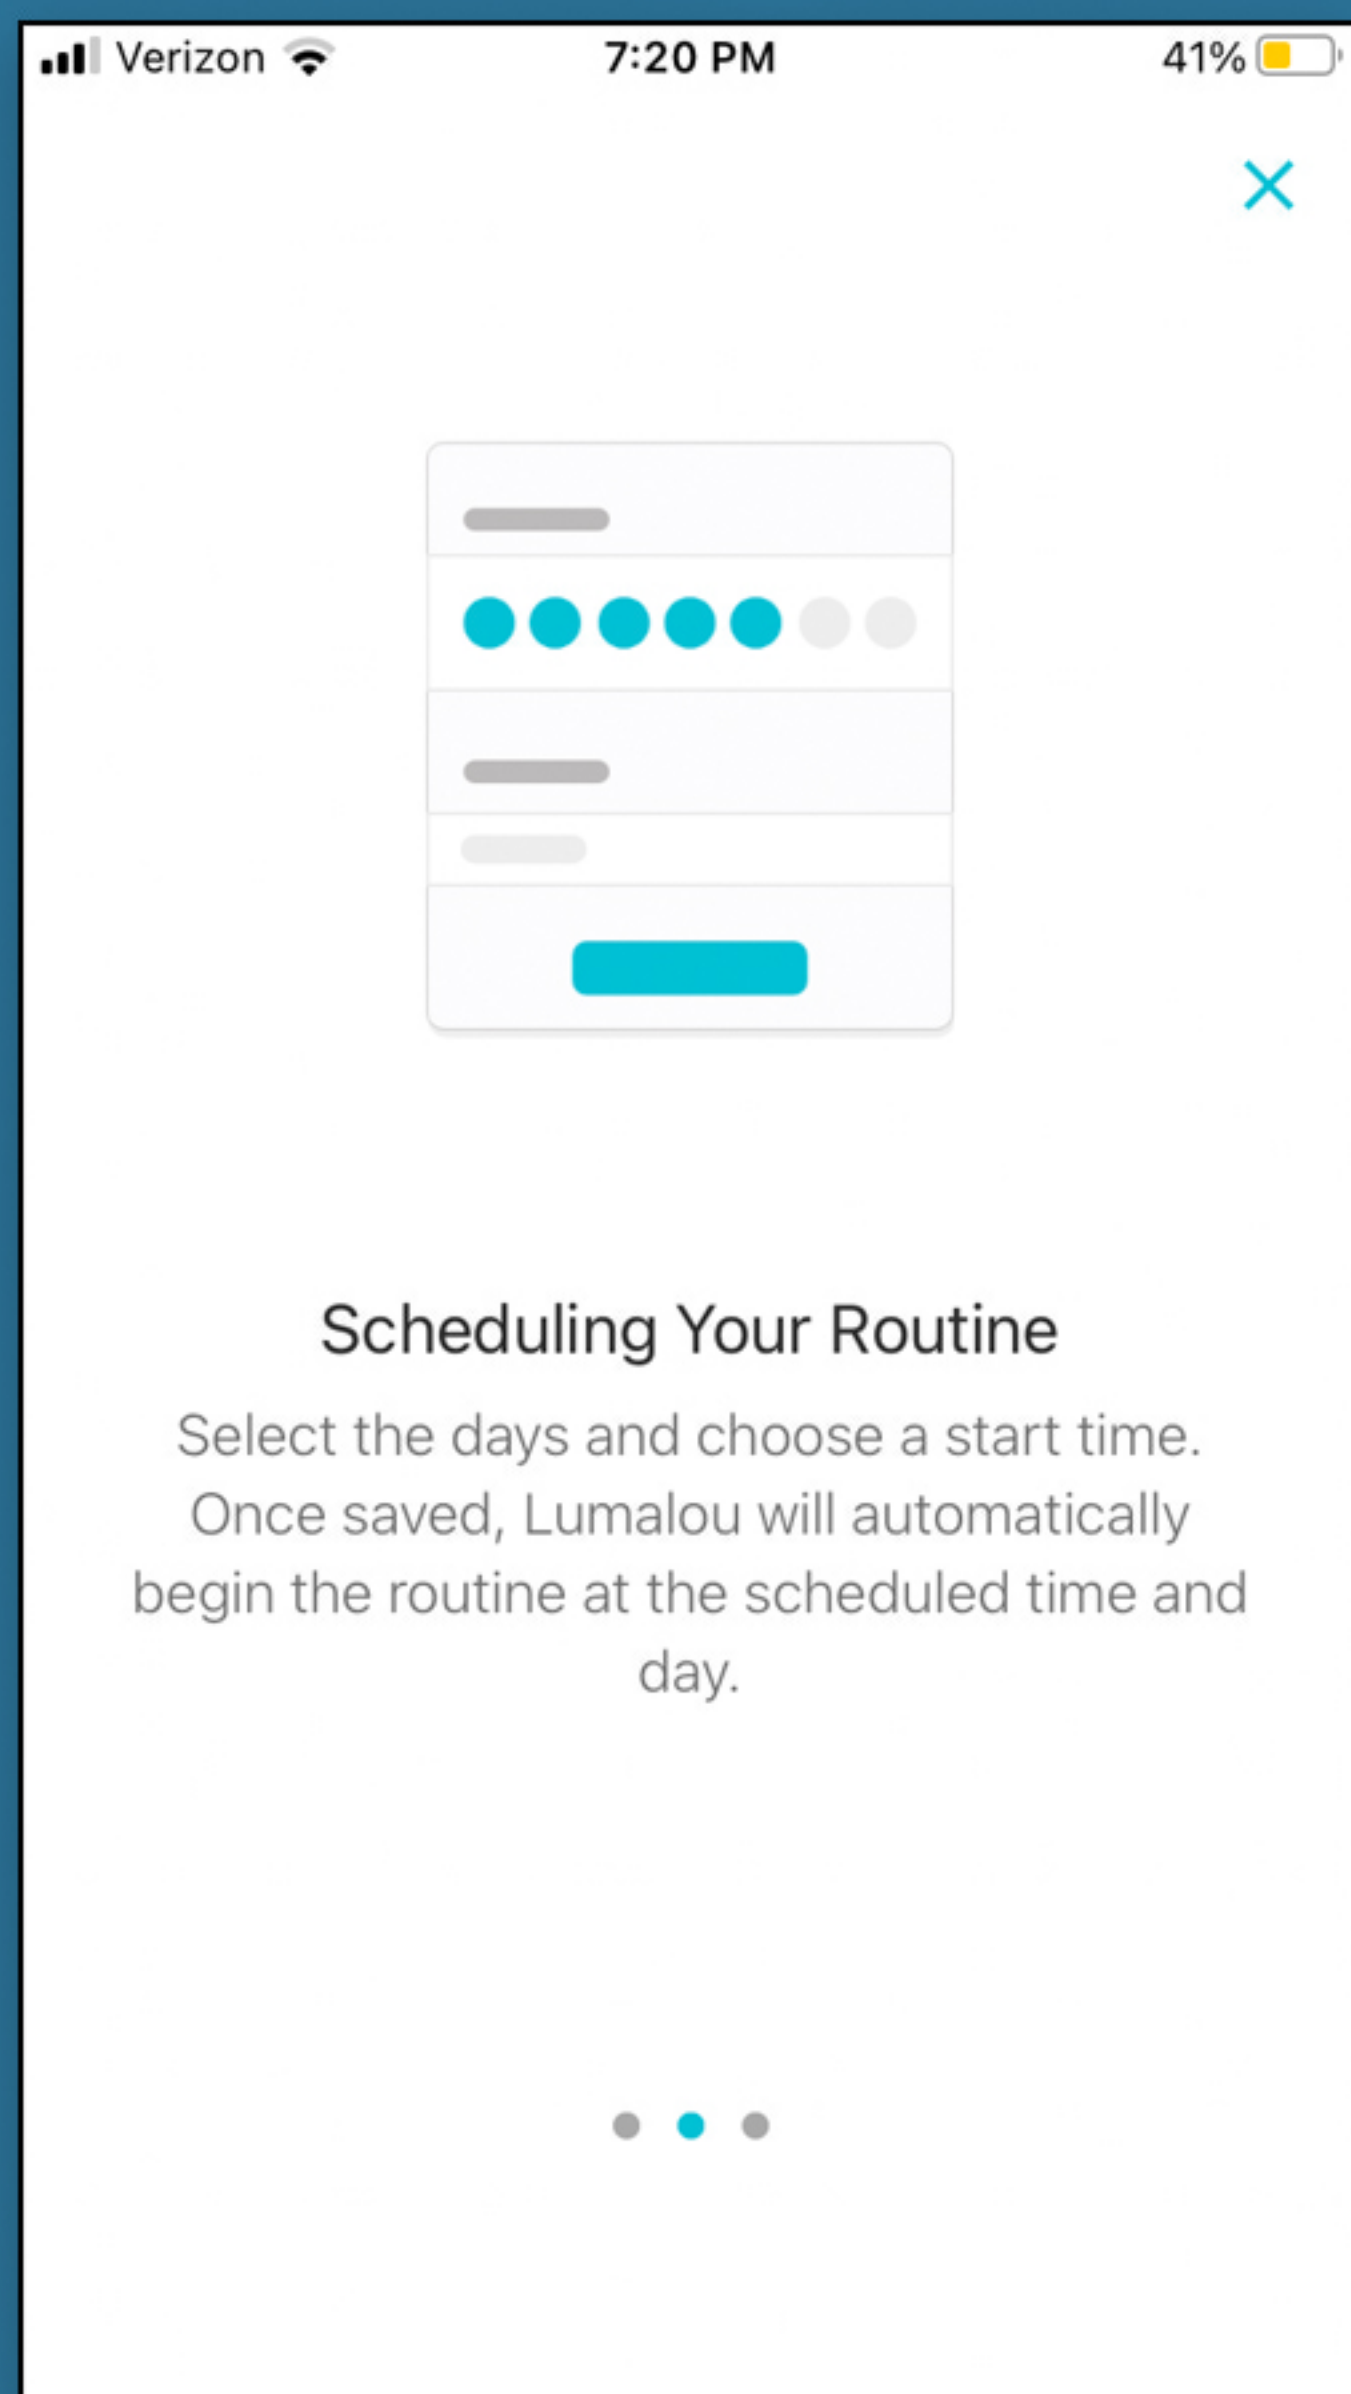 Verizon 7:20 PM 41%
Scheduling Your Routine
Select the days and choose a start time.
Once saved, Lumalou will automatically
begin the routine at the scheduled time and
day.